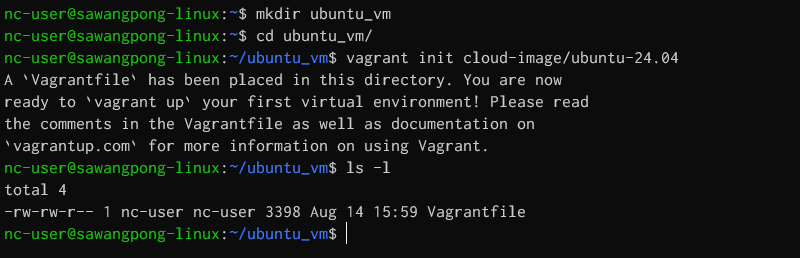 nc-user@sawangpong-linux:~$ mkdir ubuntu_vm
nc-user@sawangpong-linux:~$ cd ubuntu_vm/
nc-user@sawangpong-linux:~/ubuntu_vm$ vagrant init cloud-image/ubuntu-24.04
A `Vagrantfile` has been placed in this directory. You are now
ready to `vagrant up` your first virtual environment! Please read
the comments in the Vagrantfile as well as documentation on
`vagrantup.com` for more information on using Vagrant.
nc-user@sawangpong-linux:~/ubuntu_vm$ ls -l
total 4
-rw-rw-r-- 1 nc-user nc-user 3398 Aug 14 15:59 Vagrantfile
nc-user@sawangpong-linux:~/ubuntu_vm$